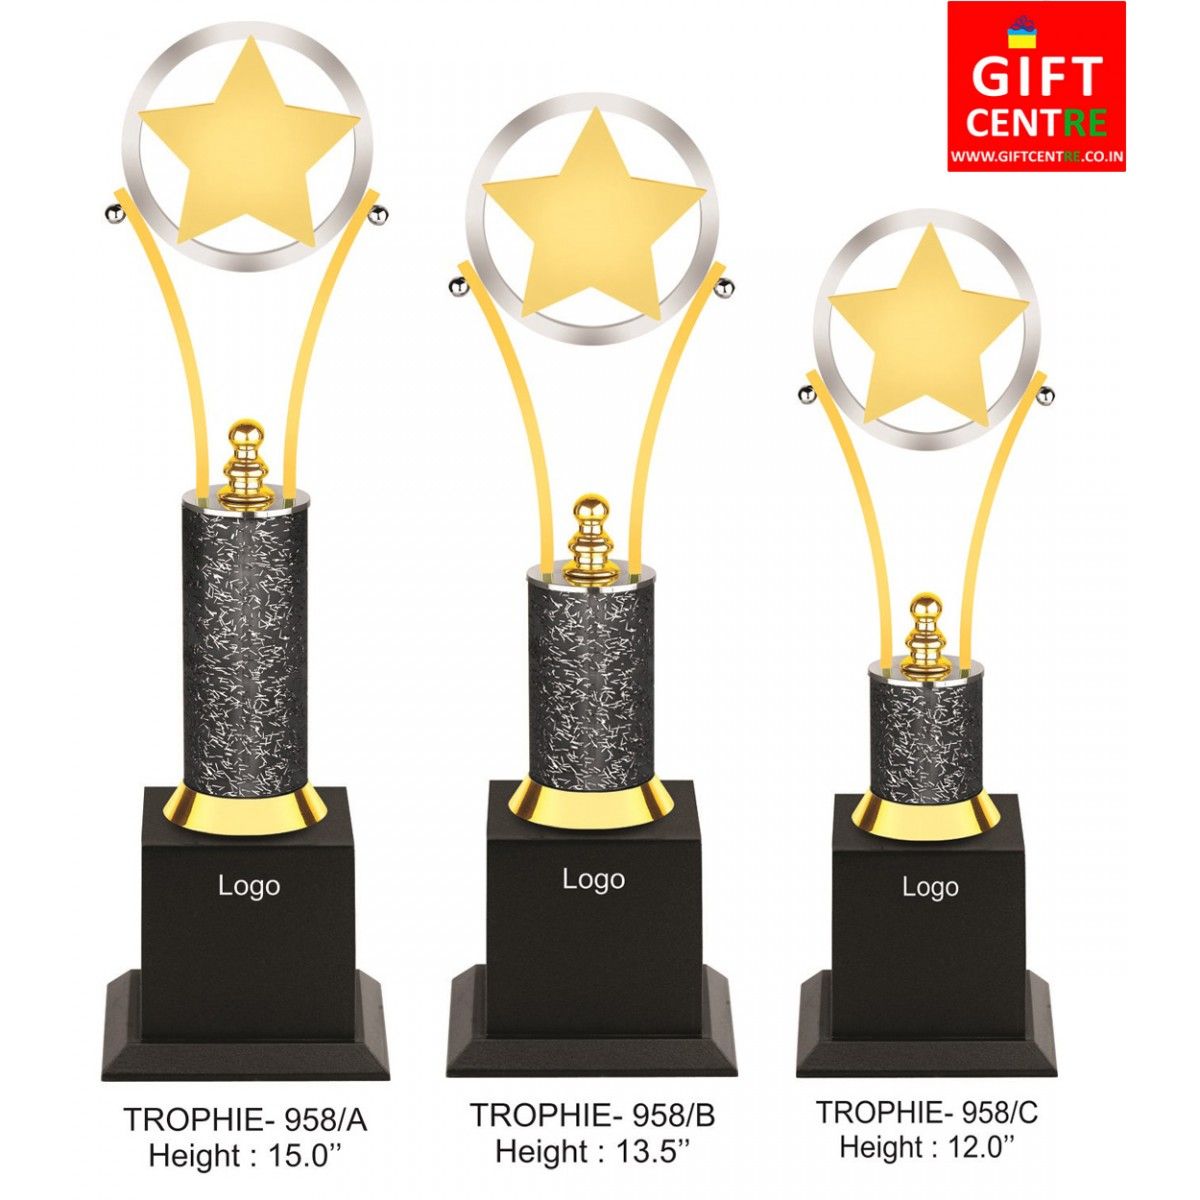 GIFT
CENTRE
WWW.GIFTCENTRE.CO.IN
Logo
Logo
Logo
TROPHIE- 958/A
Height : 15.0’’
TROPHIE- 958/B
Height : 13.5’’
TROPHIE- 958/C
Height : 12.0’’